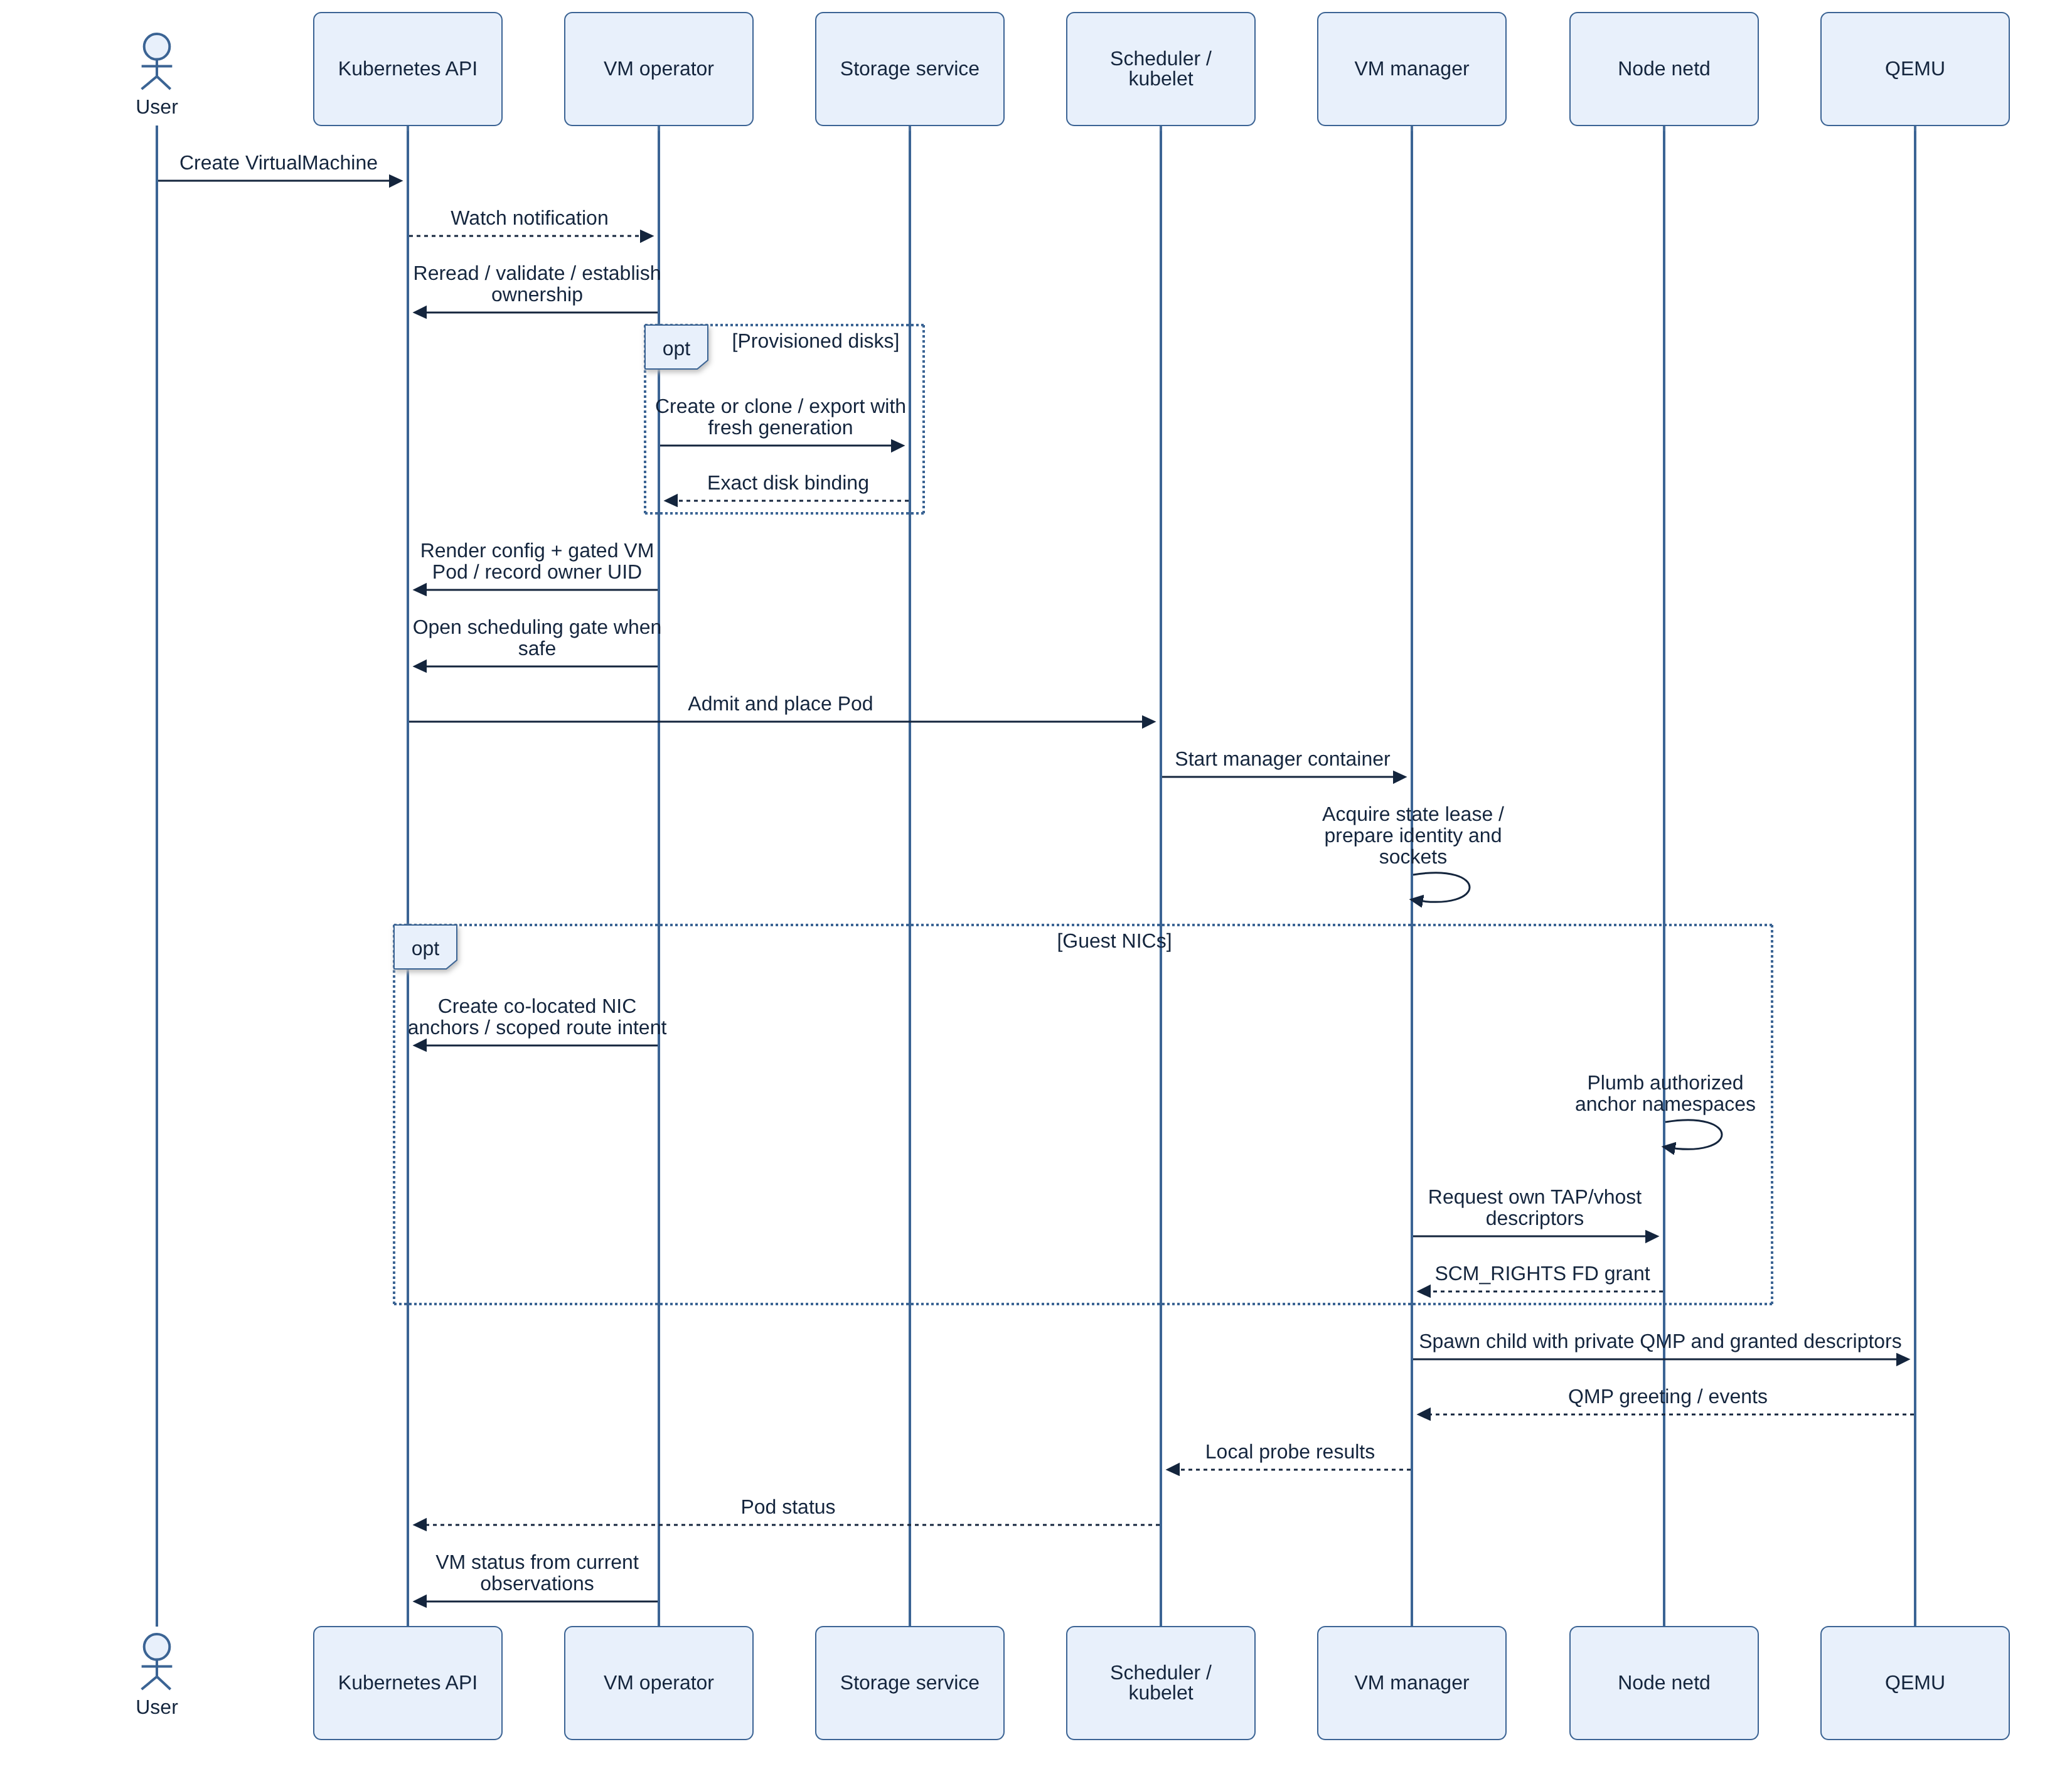 User
Kubernetes API
VM operator
Storage service
Scheduler /
kubelet
VM manager
Node netd
QEMU
Create VirtualMachine
Watch notification
Reread / validate / establish
ownership
opt
[Provisioned disks]
Create or clone / export with
fresh generation
Exact disk binding
Render config + gated VM
Pod / record owner UID
Open scheduling gate when
safe
Admit and place Pod
Start manager container
Acquire state lease /
prepare identity and
sockets
opt
[Guest NICs]
Create co-located NIC
anchors / scoped route intent
Plumb authorized
anchor namespaces
Request own TAP/vhost
descriptors
SCM_RIGHTS FD grant
Spawn child with private QMP and granted descriptors
QMP greeting / events
Local probe results
Pod status
VM status from current
observations
User
Kubernetes API
VM operator
Storage service
Scheduler /
kubelet
VM manager
Node netd
QEMU